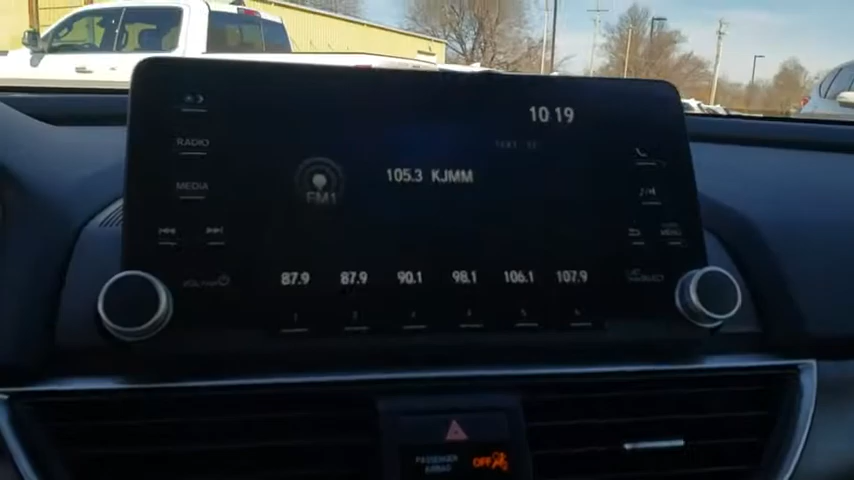 10 19
RADIO
105.3 KJMM
MEDIA
FM1
MENU
VOL
87.9 87.9 90.1 98.1 106.1 107.9
1 2 3 4 5 6
PASSENGER
AIRBAG
OFF